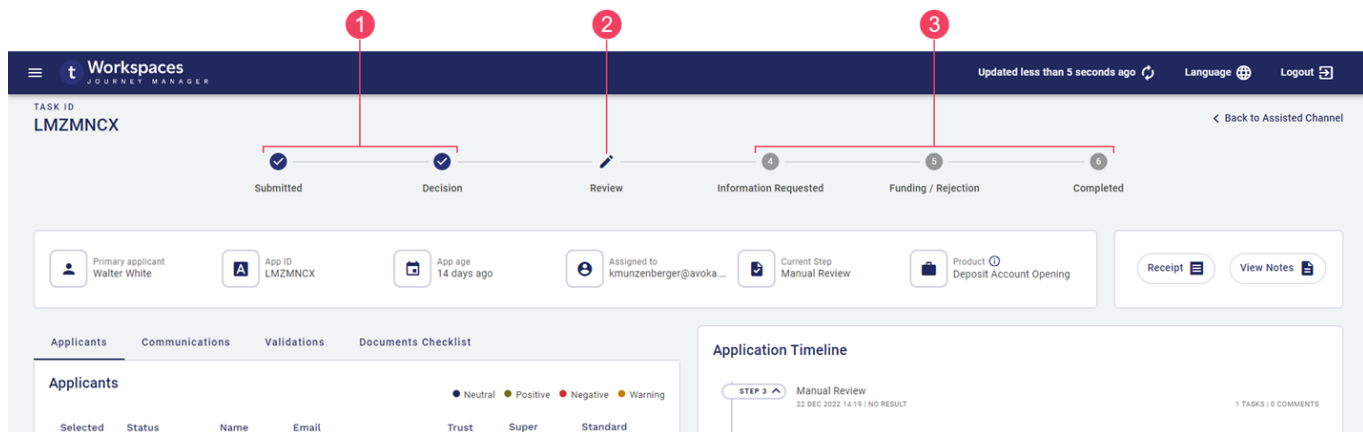 1 2 3
t Workspaces
JOURNEY MANAGER
Updated less than 5 seconds ago Language Logout
TASK ID
LMZMNCX
Back to Assisted Channel
4 5 6
Submitted Decision Review Information Requested Funding / Rejection Completed
Primary applicant
Walter White
A
App ID
LMZMNCX
App age
14 days ago
Assigned to
kmunzenberger@avoka....
Current Step
Manual Review
Product
Deposit Account Opening
Receipt View Notes
Applicants Communications Validations Documents Checklist
Applicants
Neutral Positive Negative Warning
Selected Status Name Email Trust Super Standard
Application Timeline
STEP 3 Manual Review
22 DEC 2022 14:19 | NO RESULT
1 TASKS | 0 COMMENTS